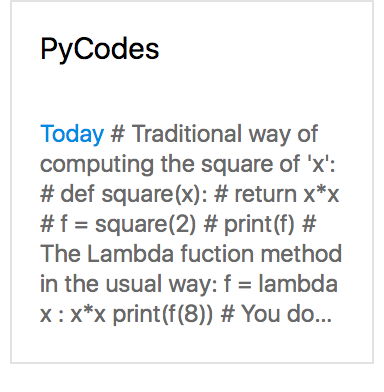 PyCodes
Today # Traditional way of
computing the square of 'x':
# def square(x): # return x*x
# f = square(2) # print(f) #
The Lambda fuction method
in the usual way: f = lambda
x : x*x print(f(8)) # You do...